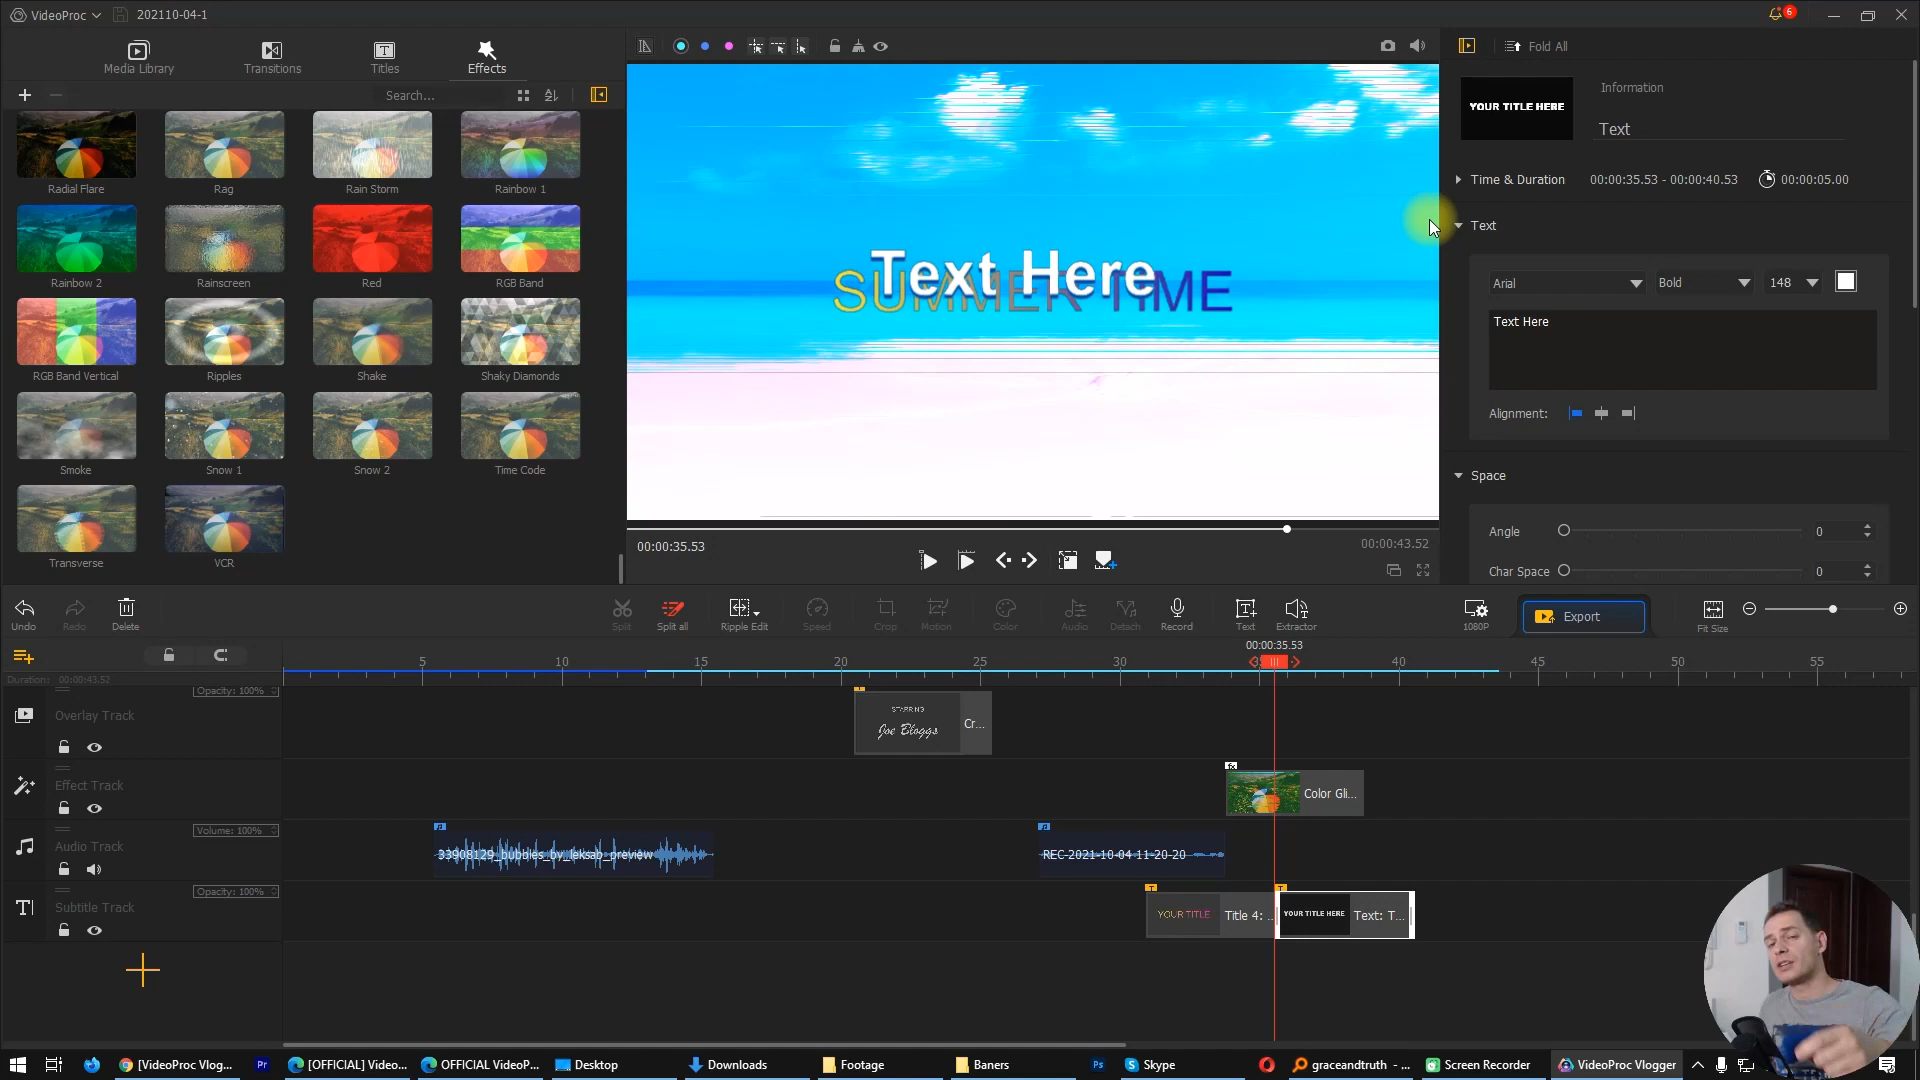 VideoProc
202110-04-1
6
Media Library
Transitions
Titles
Effects
Search...
Radial Flare
Rag
Rain Storm
Rainbow 1
Rainbow 2
Rainscreen
Red
RGB Band
RGB Band Vertical
Ripples
Shake
Shaky Diamonds
Smoke
Snow 1
Snow 2
Time Code
Transverse
VCR
SUMMER TIME
Text Here
00:00:35.53
00:00:43.52
Fold All
YOUR TITLE HERE
Information
Text
Time & Duration
00:00:35.53 - 00:00:40.53
00:00:05.00
Text
Arial
Bold
148
Text Here
Alignment:
Space
Angle
0
Char Space
0
Undo
Redo
Delete
Split
Split all
Ripple Edit
Speed
Crop
Motion
Color
Audio
Detach
Record
Text
Extractor
1080P
Export
Fit Size
00:00:35.53
5
10
15
20
25
30
40
45
50
55
Duration: 00:00:43.52
Opacity: 100%
Overlay Track
STARRING
Joe Bloggs
Cr...
Effect Track
fx
Color Gli...
Volume: 100%
Audio Track
33908129_bubbles_by_leksab_preview
REC-2021-10-04 11-20-20
Opacity: 100%
Subtitle Track
YOUR TITLE
Title 4: ..
YOUR TITLE HERE
Text: T...
[VideoProc Vlog...
Pr
[OFFICIAL] Video...
OFFICIAL VideoP...
Desktop
Downloads
Footage
Baners
Ps
Skype
graceandtruth - ...
Screen Recorder
VideoProc Vlogger